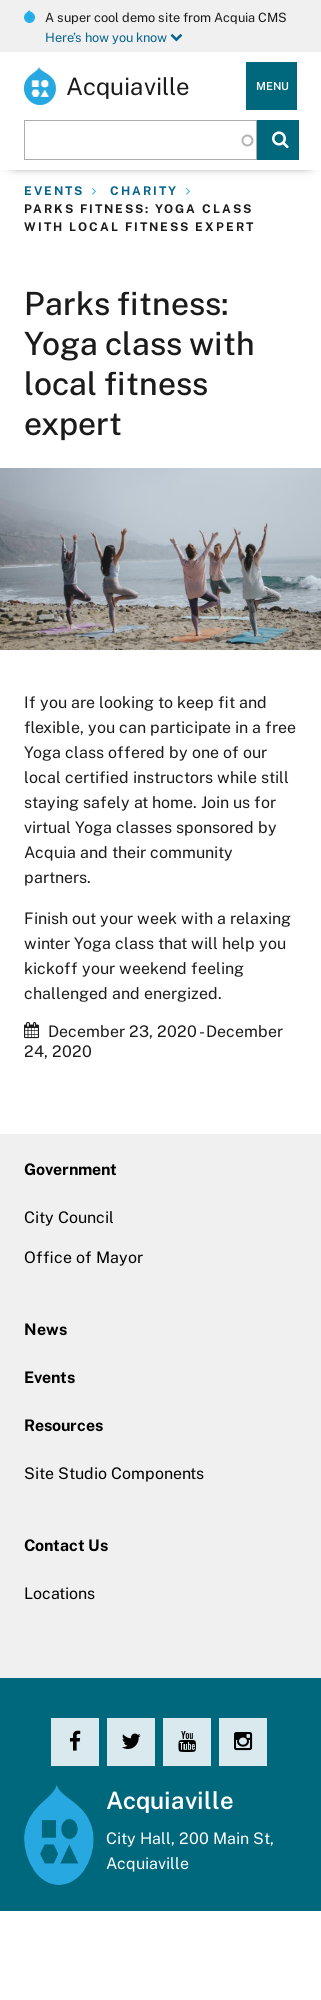 A super cool demo site from Acquia CMS
Here's how you know
Acquiaville
MENU
EVENTS > CHARITY >
PARKS FITNESS: YOGA CLASS
WITH LOCAL FITNESS EXPERT
Parks fitness:
Yoga class with
local fitness
expert
If you are looking to keep fit and
flexible, you can participate in a free
Yoga class offered by one of our
local certified instructors while still
staying safely at home. Join us for
virtual Yoga classes sponsored by
Acquia and their community
partners.
Finish out your week with a relaxing
winter Yoga class that will help you
kickoff your weekend feeling
challenged and energized.
December 23, 2020 - December
24, 2020
Government
City Council
Office of Mayor
News
Events
Resources
Site Studio Components
Contact Us
Locations
You
Tube
Acquiaville
City Hall, 200 Main St,
Acquiaville